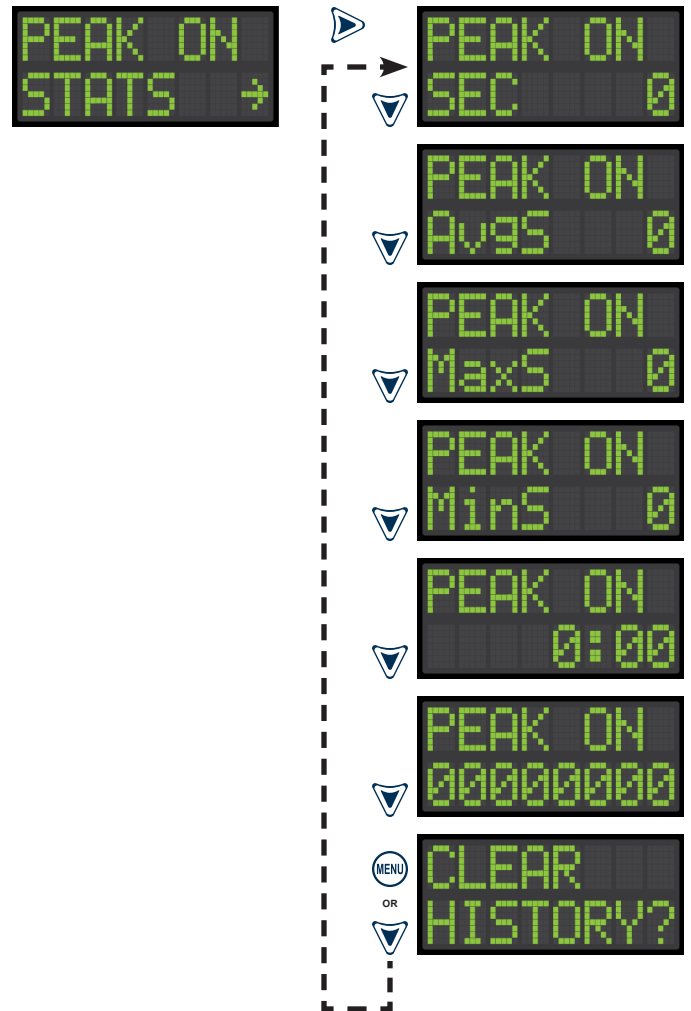 PEAK ON
STATS →
PEAK ON
SEC 0
PEAK ON
AvgS 0
PEAK ON
MaxS 0
PEAK ON
MinS 0
PEAK ON
0:00
PEAK ON
00000000
MENU
OR
CLEAR
HISTORY?